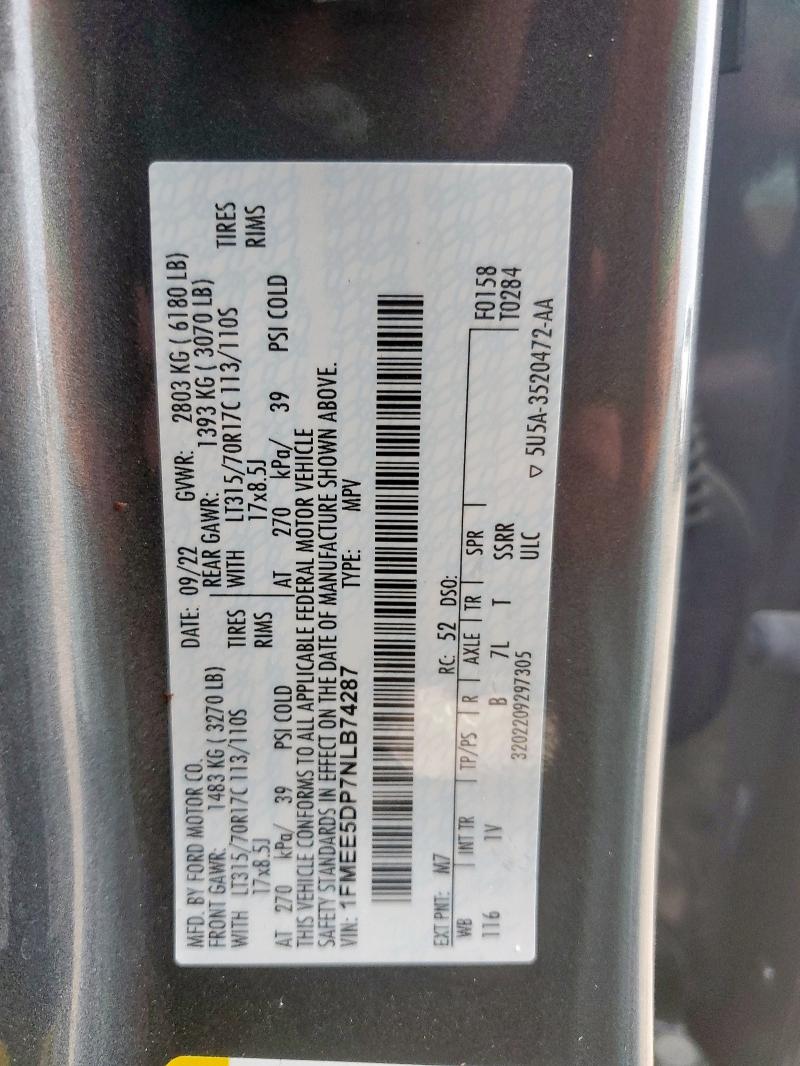 MFD. BY FORD MOTOR CO. DATE: 09/22 GVWR: 2803 KG ( 6180 LB)
FRONT GAWR: 1483 KG ( 3270 LB) REAR GAWR: 1393 KG ( 3070 LB)
WITH LT315/70R17C 113/110S TIRES WITH LT315/70R17C 113/110S TIRES
17x8.5J RIMS 17x8.5J RIMS
AT 270 kPa/ 39 PSI COLD AT 270 kPa/ 39 PSI COLD
THIS VEHICLE CONFORMS TO ALL APPLICABLE FEDERAL MOTOR VEHICLE
SAFETY STANDARDS IN EFFECT ON THE DATE OF MANUFACTURE SHOWN ABOVE.
VIN: 1FMEE5DP7NLB74287 TYPE: MPV
EXT PNT: M7 RC: 52 DSO:
WB INT TR TP/PS R AXLE TR SPR F0158
116 1V B 7L T SSRR T0284
3202209297305 ULC
▽ 5U5A-3520472-AA